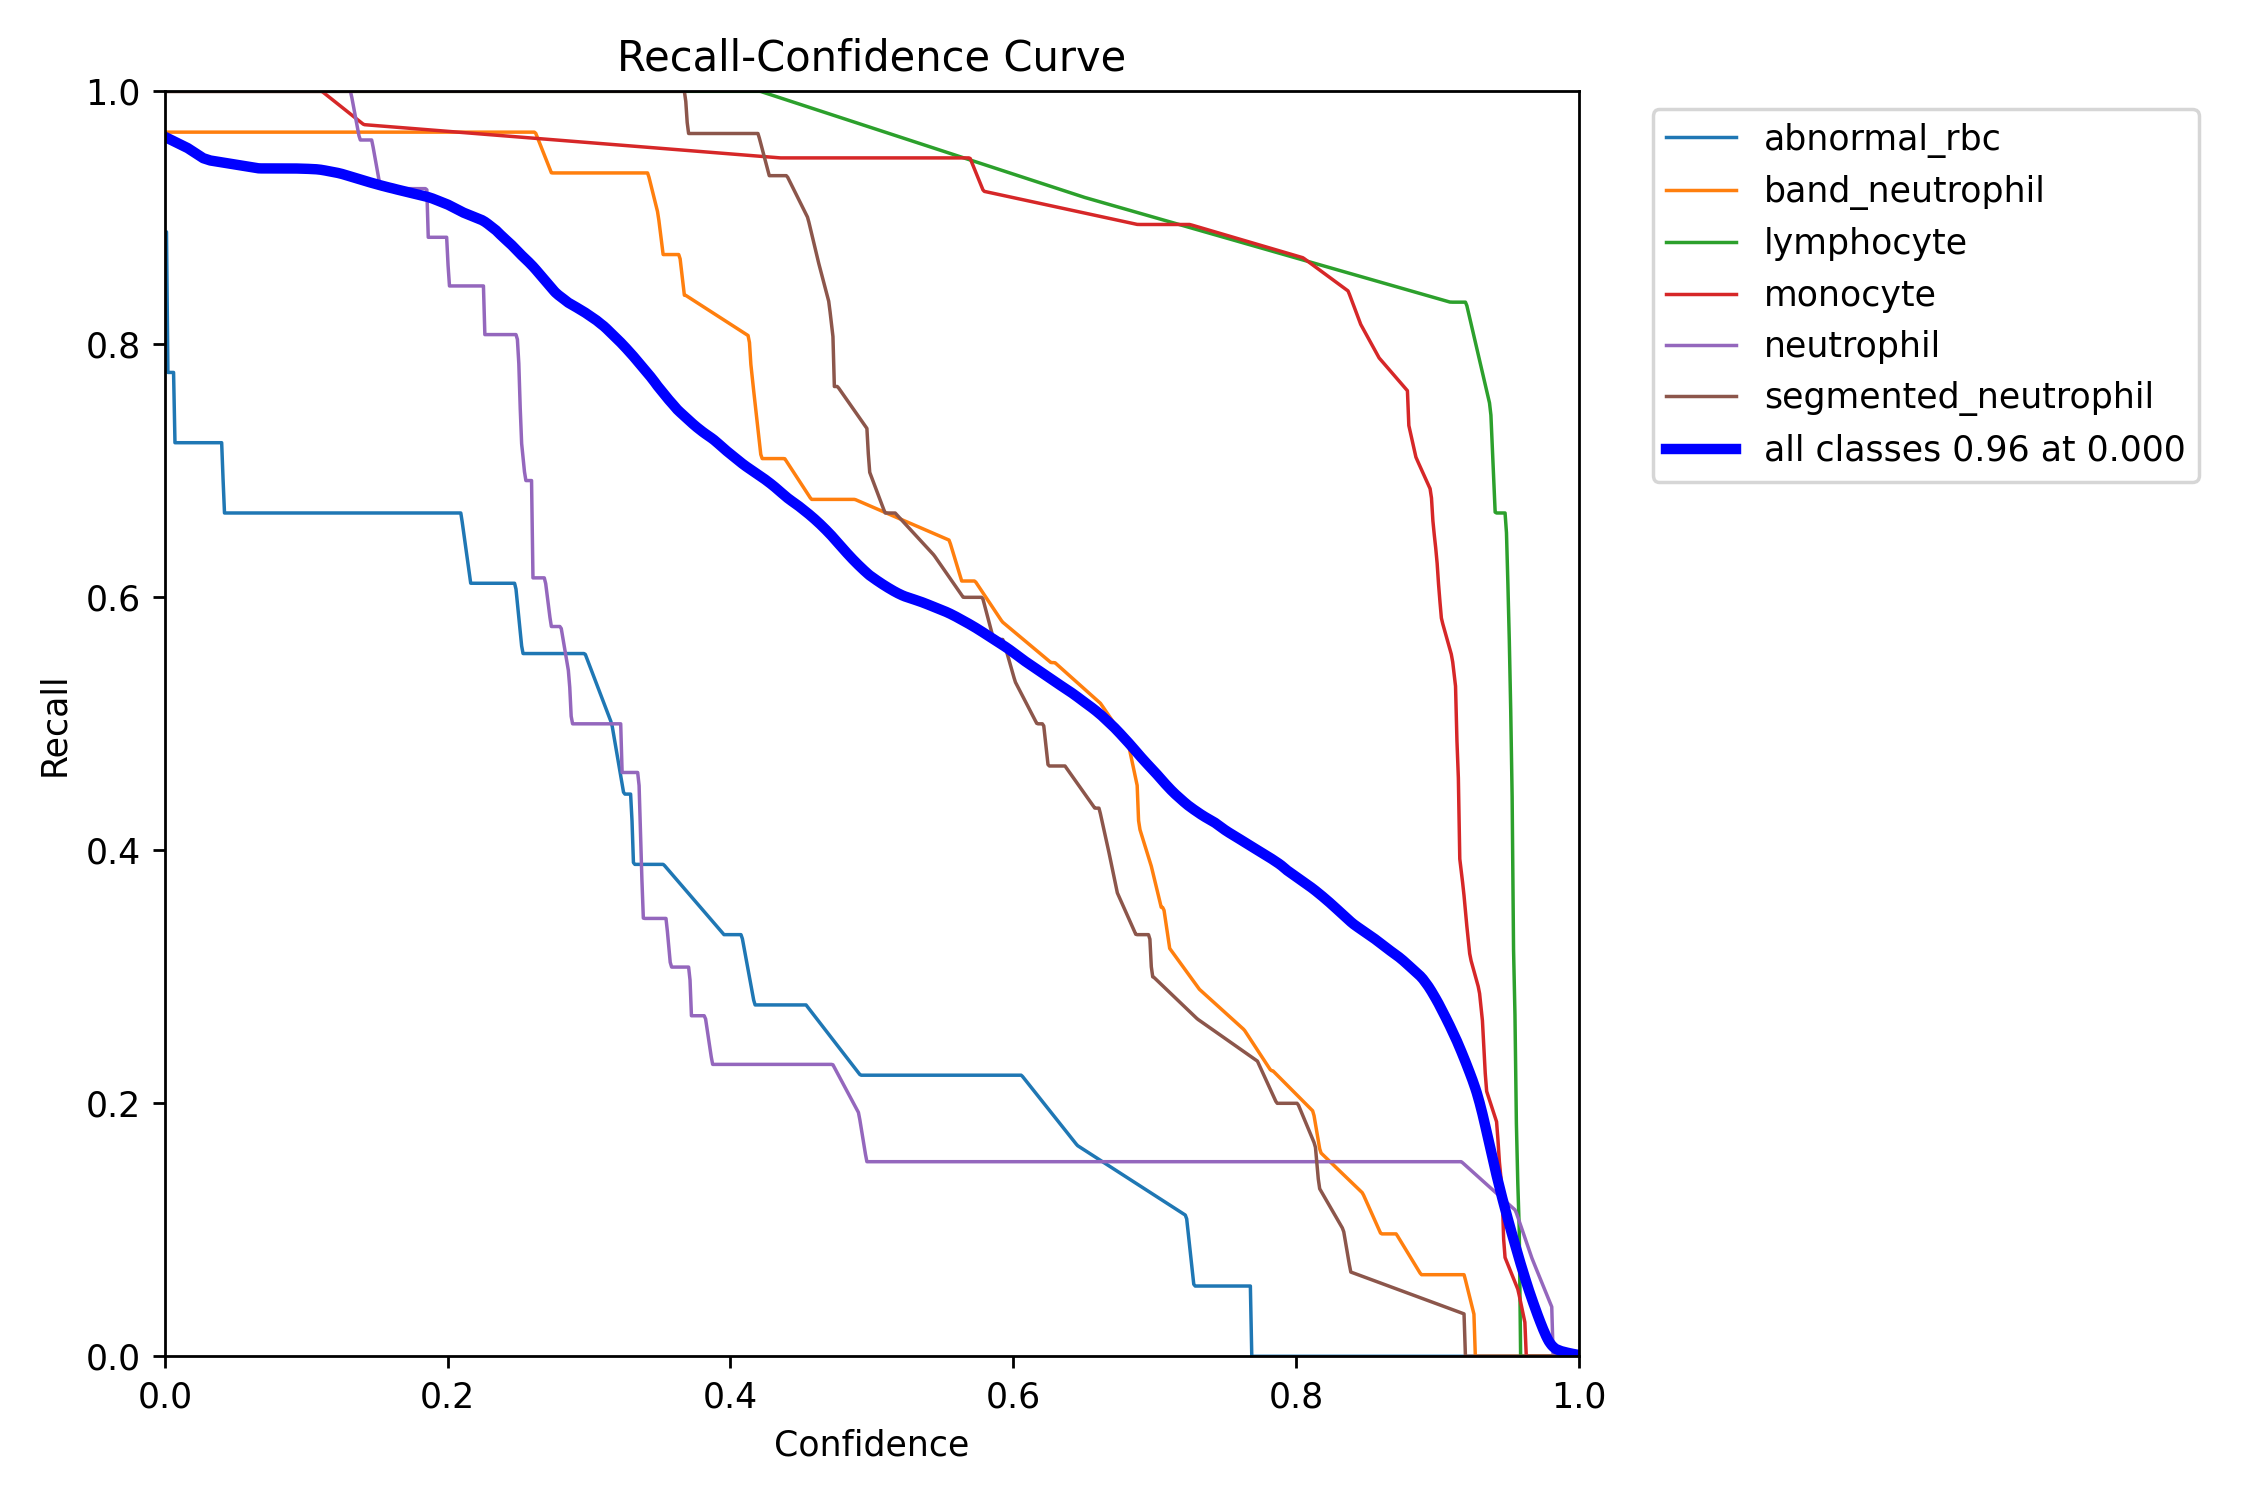 Recall-Confidence Curve
1.0
0.8
0.6
0.4
0.2
0.0
Recall
0.0 0.2 0.4 0.6 0.8 1.0
Confidence
abnormal_rbc
band_neutrophil
lymphocyte
monocyte
neutrophil
segmented_neutrophil
all classes 0.96 at 0.000